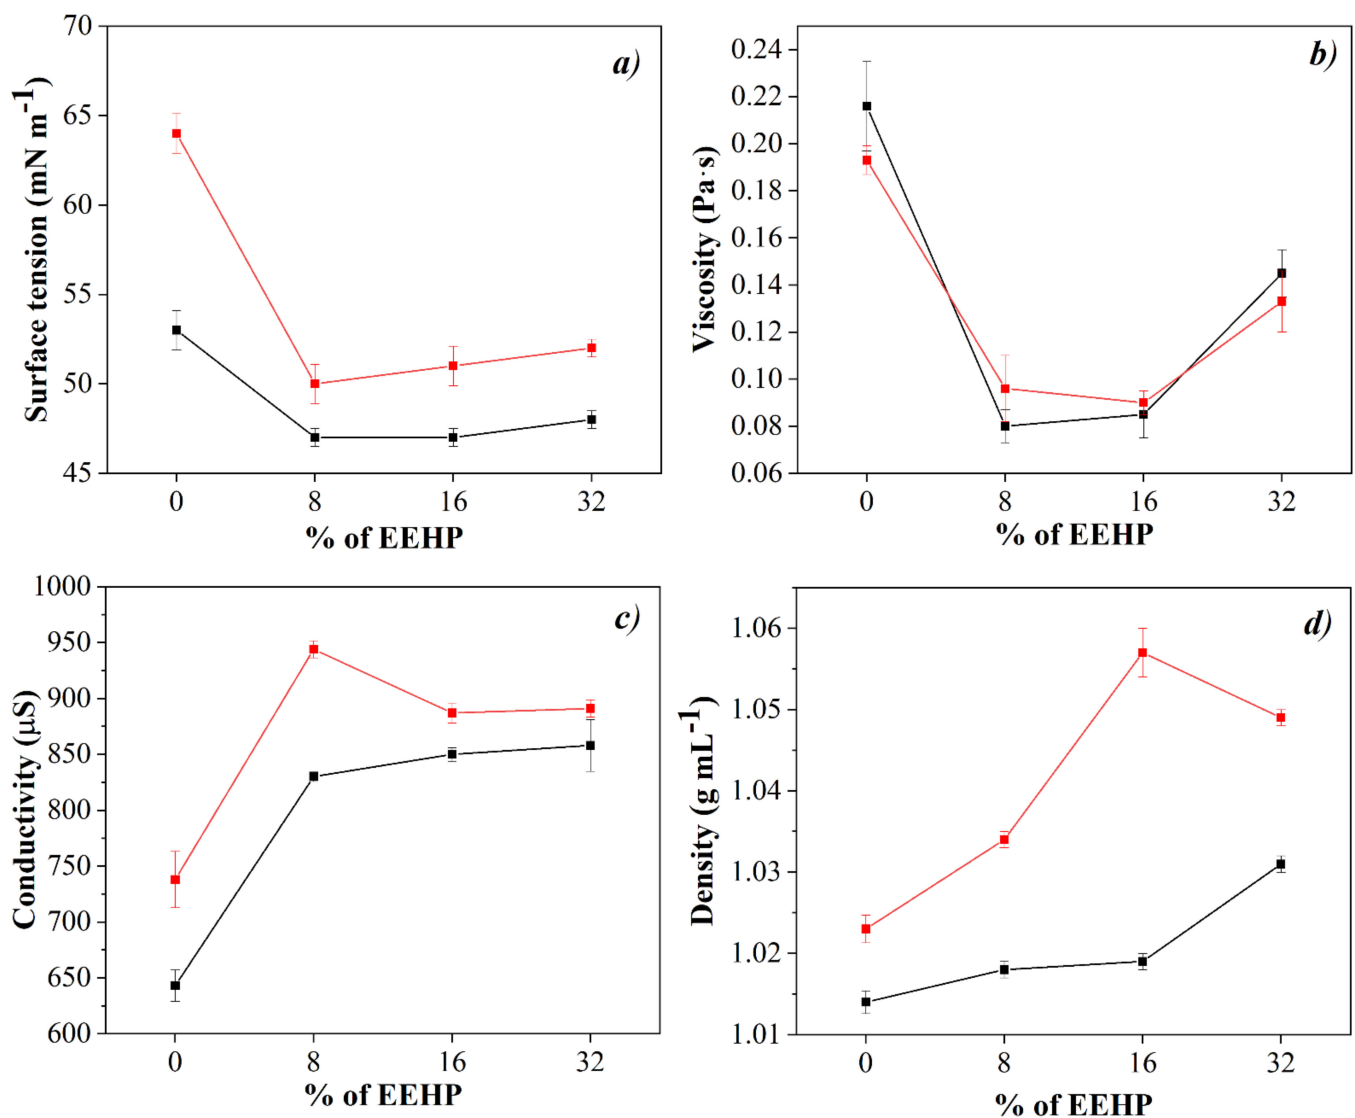 a)
Surface tension (mN m-1)
70
65
60
55
50
45
0 8 16 32
% of EEHP
b)
Viscosity (Pa·s)
0.24
0.22
0.20
0.18
0.16
0.14
0.12
0.10
0.08
0.06
0 8 16 32
% of EEHP
c)
Conductivity (μS)
1000
950
900
850
800
750
700
650
600
0 8 16 32
% of EEHP
d)
Density (g mL-1)
1.06
1.05
1.04
1.03
1.02
1.01
0 8 16 32
% of EEHP